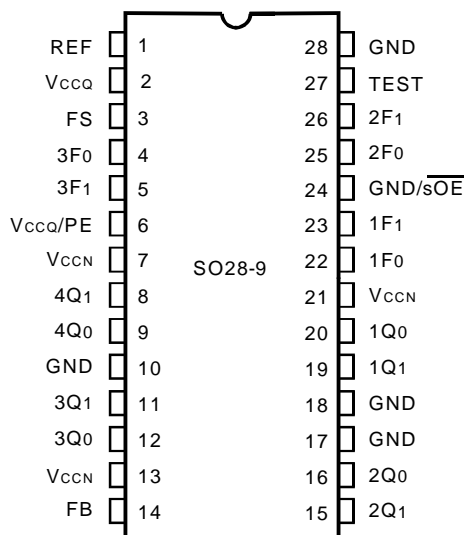 REF 1 28 GND
VCCQ 2 27 TEST
FS 3 26 2F1
3F0 4 25 2F0
3F1 5 24 GND/sOE
VCCQ/PE 6 23 1F1
VCCN 7 22 1F0
SO28-9
4Q1 8 21 VCCN
4Q0 9 20 1Q0
GND 10 19 1Q1
3Q1 11 18 GND
3Q0 12 17 GND
VCCN 13 16 2Q0
FB 14 15 2Q1